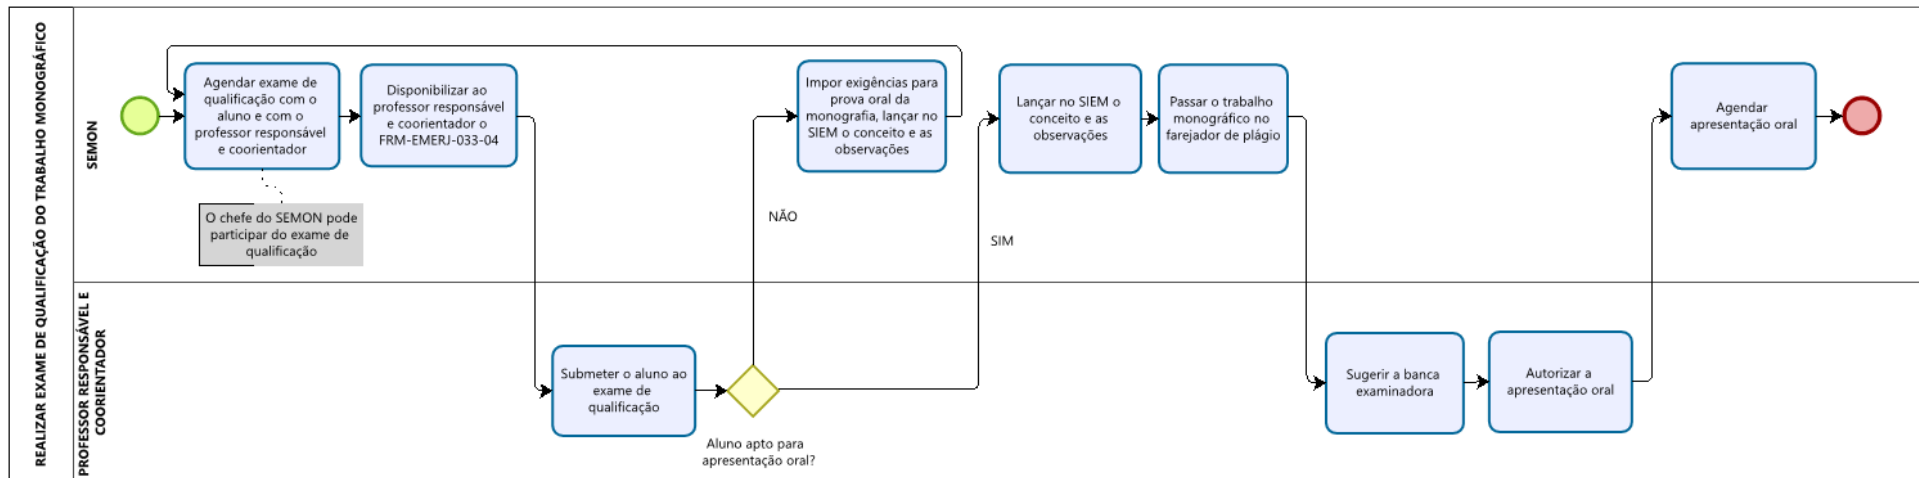 REALIZAR EXAME DE QUALIFICAÇÃO DO TRABALHO MONOGRÁFICO
SEMON
Agendar exame de
qualificação com o
aluno e com o
professor responsável
e coorientador
Disponibilizar ao
professor responsável
e coorientador o
FRM-EMERJ-033-04
Impor exigências para
prova oral da
monografia, lançar no
SIEM o conceito e as
observações
Lançar no SIEM o
conceito e as
observações
Passar o trabalho
monográfico no
farejador de plágio
Agendar
apresentação oral
O chefe do SEMON pode
participar do exame de
qualificação
NÃO
SIM
PROFESSOR RESPONSÁVEL E
COORIENTADOR
Submeter o aluno ao
exame de
qualificação
Aluno apto para
apresentação oral?
Sugerir a banca
examinadora
Autorizar a
apresentação oral